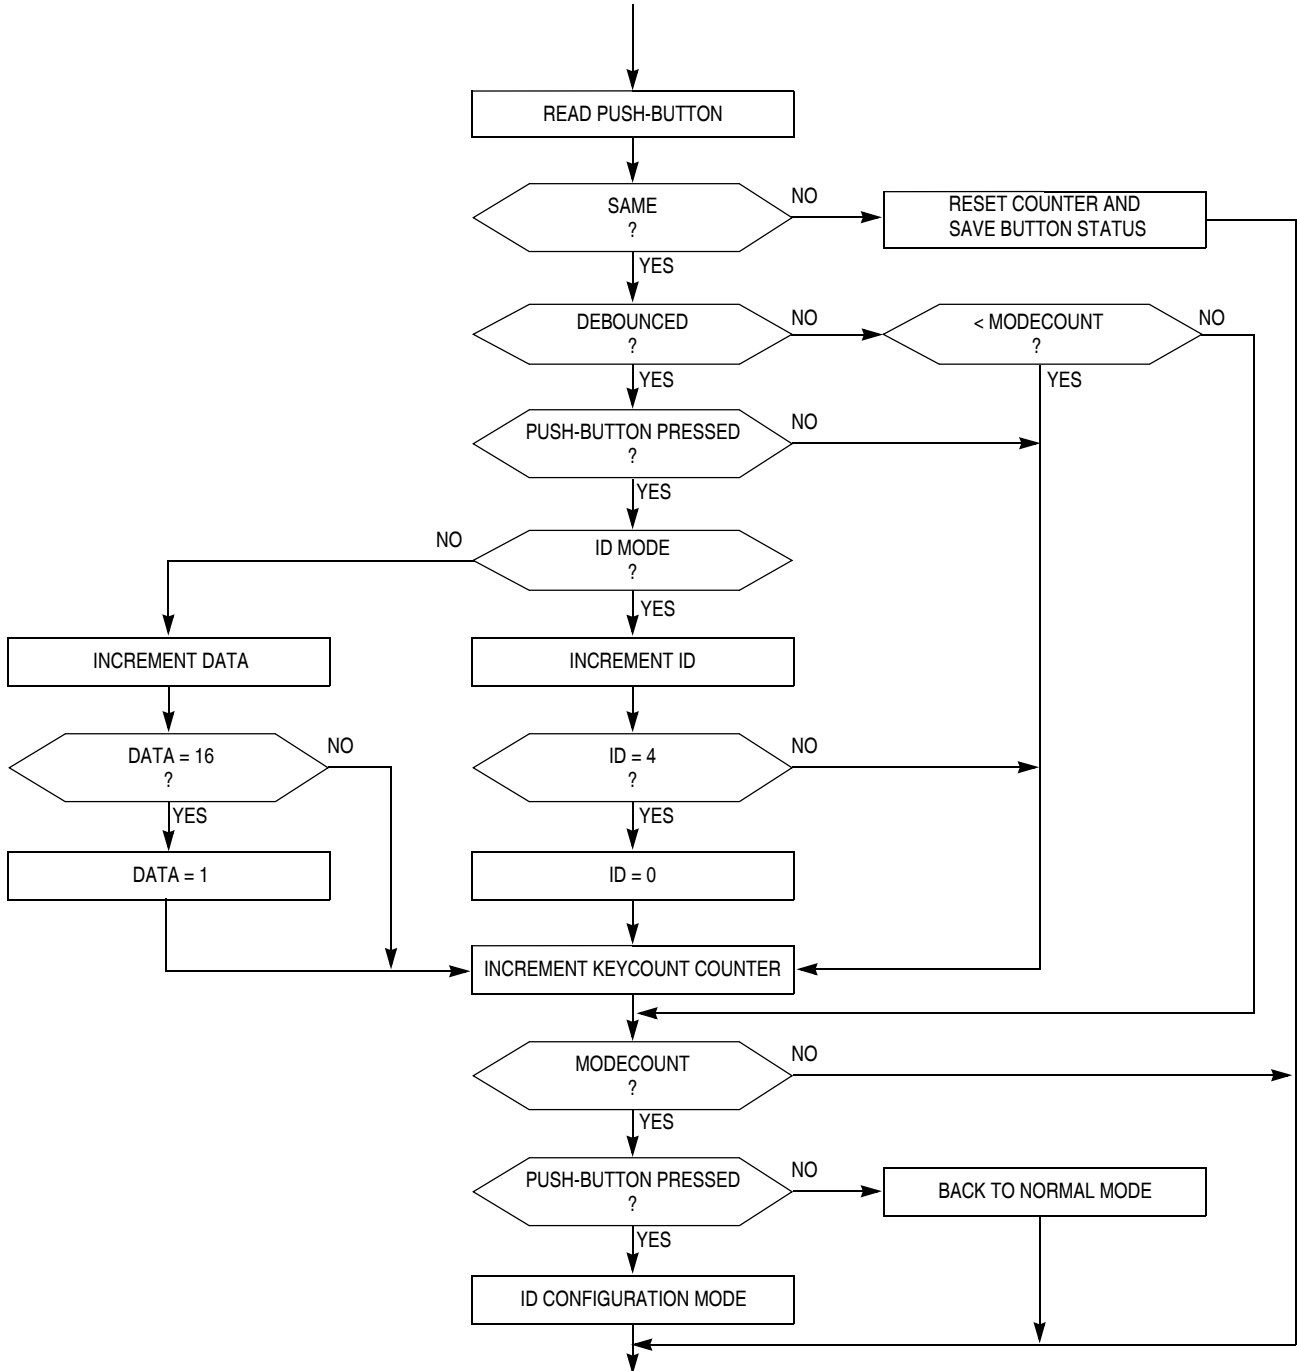 READ PUSH-BUTTON
SAME
?
NO
RESET COUNTER AND
SAVE BUTTON STATUS
YES
DEBOUNCED
?
NO
< MODECOUNT
?
NO
YES
YES
PUSH-BUTTON PRESSED
?
NO
YES
ID MODE
?
NO
YES
INCREMENT DATA
INCREMENT ID
DATA = 16
?
NO
ID = 4
?
NO
YES
YES
DATA = 1
ID = 0
INCREMENT KEYCOUNT COUNTER
MODECOUNT
?
NO
YES
PUSH-BUTTON PRESSED
?
NO
BACK TO NORMAL MODE
YES
ID CONFIGURATION MODE